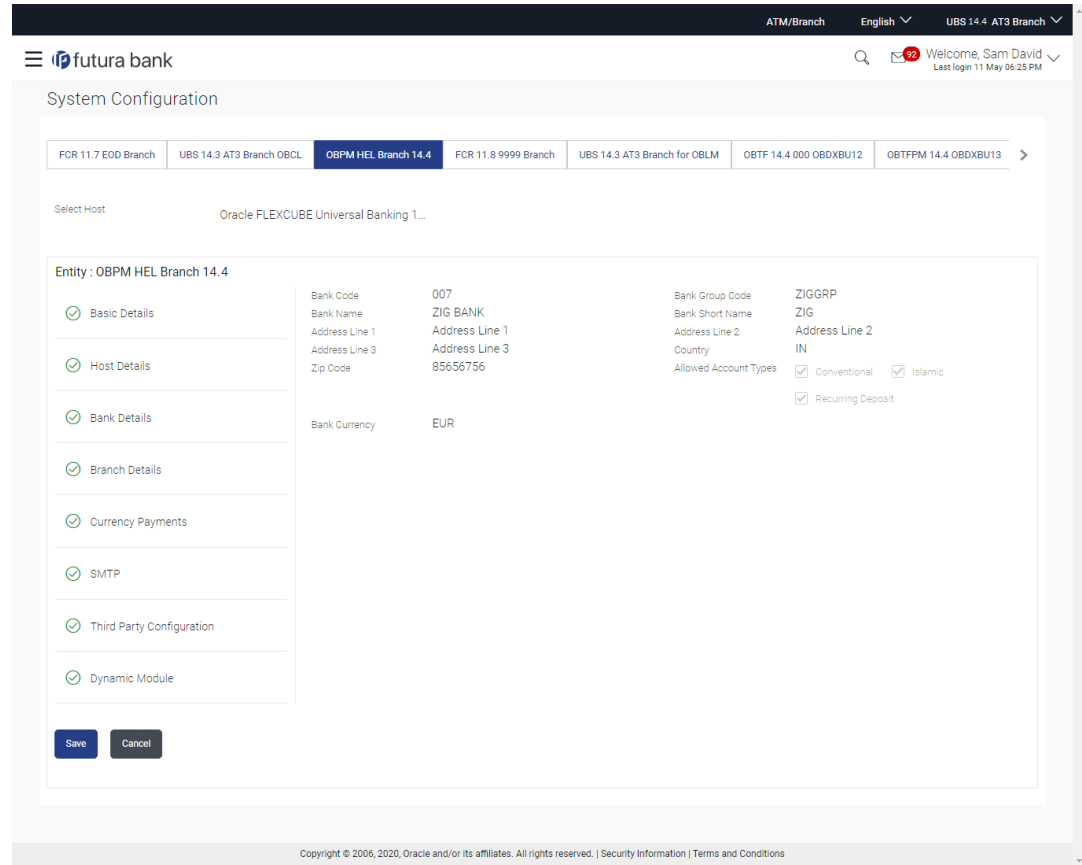 ATM/Branch English UBS 14.4 AT3 Branch
futura bank
92 Welcome, Sam David
Last login 11 May 06:25 PM
System Configuration
FCR 11.7 EOD Branch UBS 14.3 AT3 Branch OBCL OBPM HEL Branch 14.4 FCR 11.8 9999 Branch UBS 14.3 AT3 Branch for OBLM OBTF 14.4 000 OBDXBU12 OBTFPM 14.4 OBDXBU13
Select Host Oracle FLEXCUBE Universal Banking 1...
Entity : OBPM HEL Branch 14.4
Basic Details
Host Details
Bank Details
Branch Details
Currency Payments
SMTP
Third Party Configuration
Dynamic Module
Bank Code 007 Bank Group Code ZIGGRP
Bank Name ZIG BANK Bank Short Name ZIG
Address Line 1 Address Line 1 Address Line 2 Address Line 2
Address Line 3 Address Line 3 Country IN
Zip Code 85656756 Allowed Account Types Conventional Islamic
Recurring Deposit
Bank Currency EUR
Save Cancel
Copyright © 2006, 2020, Oracle and/or its affiliates. All rights reserved. | Security Information | Terms and Conditions